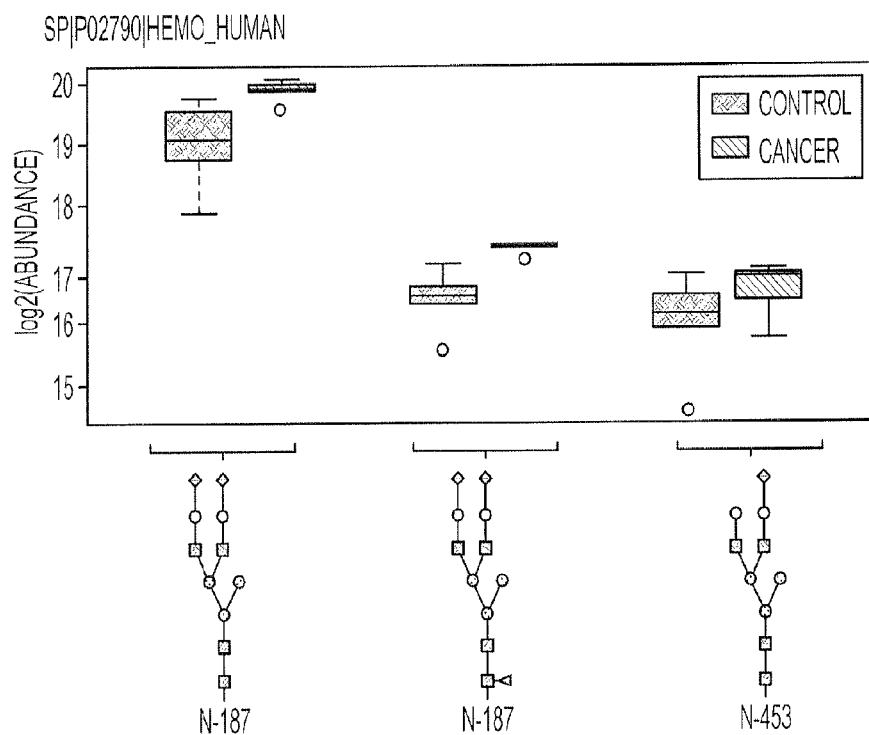 SP|P02790|HEMO_HUMAN
CONTROL
CANCER
log2(ABUNDANCE)
20
19
18
17
16
15
N-187
N-187
N-453